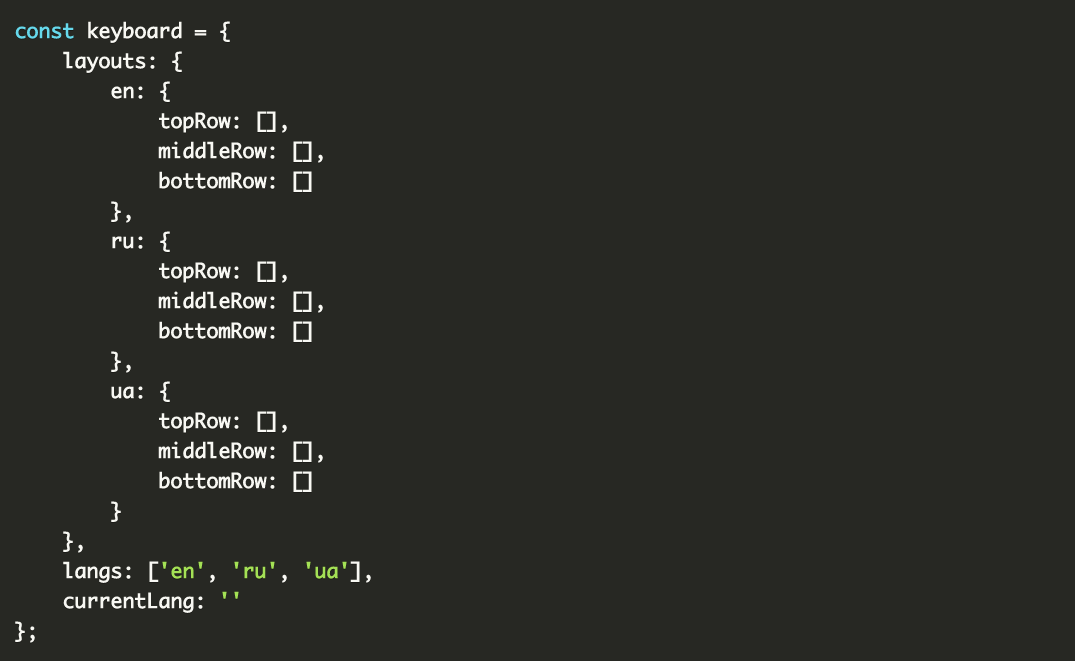 const keyboard = {
    layouts: {
        en: {
            topRow: [],
            middleRow: [],
            bottomRow: []
        },
        ru: {
            topRow: [],
            middleRow: [],
            bottomRow: []
        },
        ua: {
            topRow: [],
            middleRow: [],
            bottomRow: []
        }
    },
    langs: ['en', 'ru', 'ua'],
    currentLang: ''
};